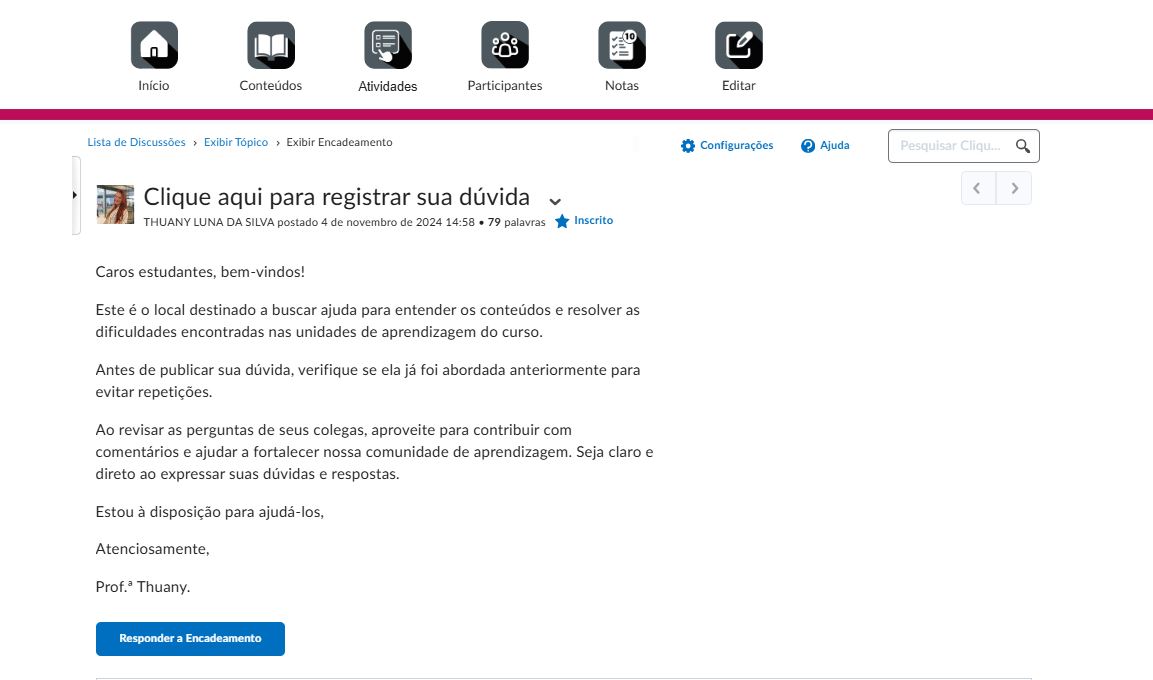 10
Início
Conteúdos
Atividades
Participantes
Notas
Editar
Lista de Discussões › Exibir Tópico › Exibir Encadeamento
Configurações
Ajuda
Pesquisar Cliqu...
Clique aqui para registrar sua dúvida
THUANY LUNA DA SILVA postado 4 de novembro de 2024 14:58 • 79 palavras
Inscrito
Caros estudantes, bem-vindos!
Este é o local destinado a buscar ajuda para entender os conteúdos e resolver as
dificuldades encontradas nas unidades de aprendizagem do curso.
Antes de publicar sua dúvida, verifique se ela já foi abordada anteriormente para
evitar repetições.
Ao revisar as perguntas de seus colegas, aproveite para contribuir com
comentários e ajudar a fortalecer nossa comunidade de aprendizagem. Seja claro e
direto ao expressar suas dúvidas e respostas.
Estou à disposição para ajudá-los,
Atenciosamente,
Prof.ª Thuany.
Responder a Encadeamento